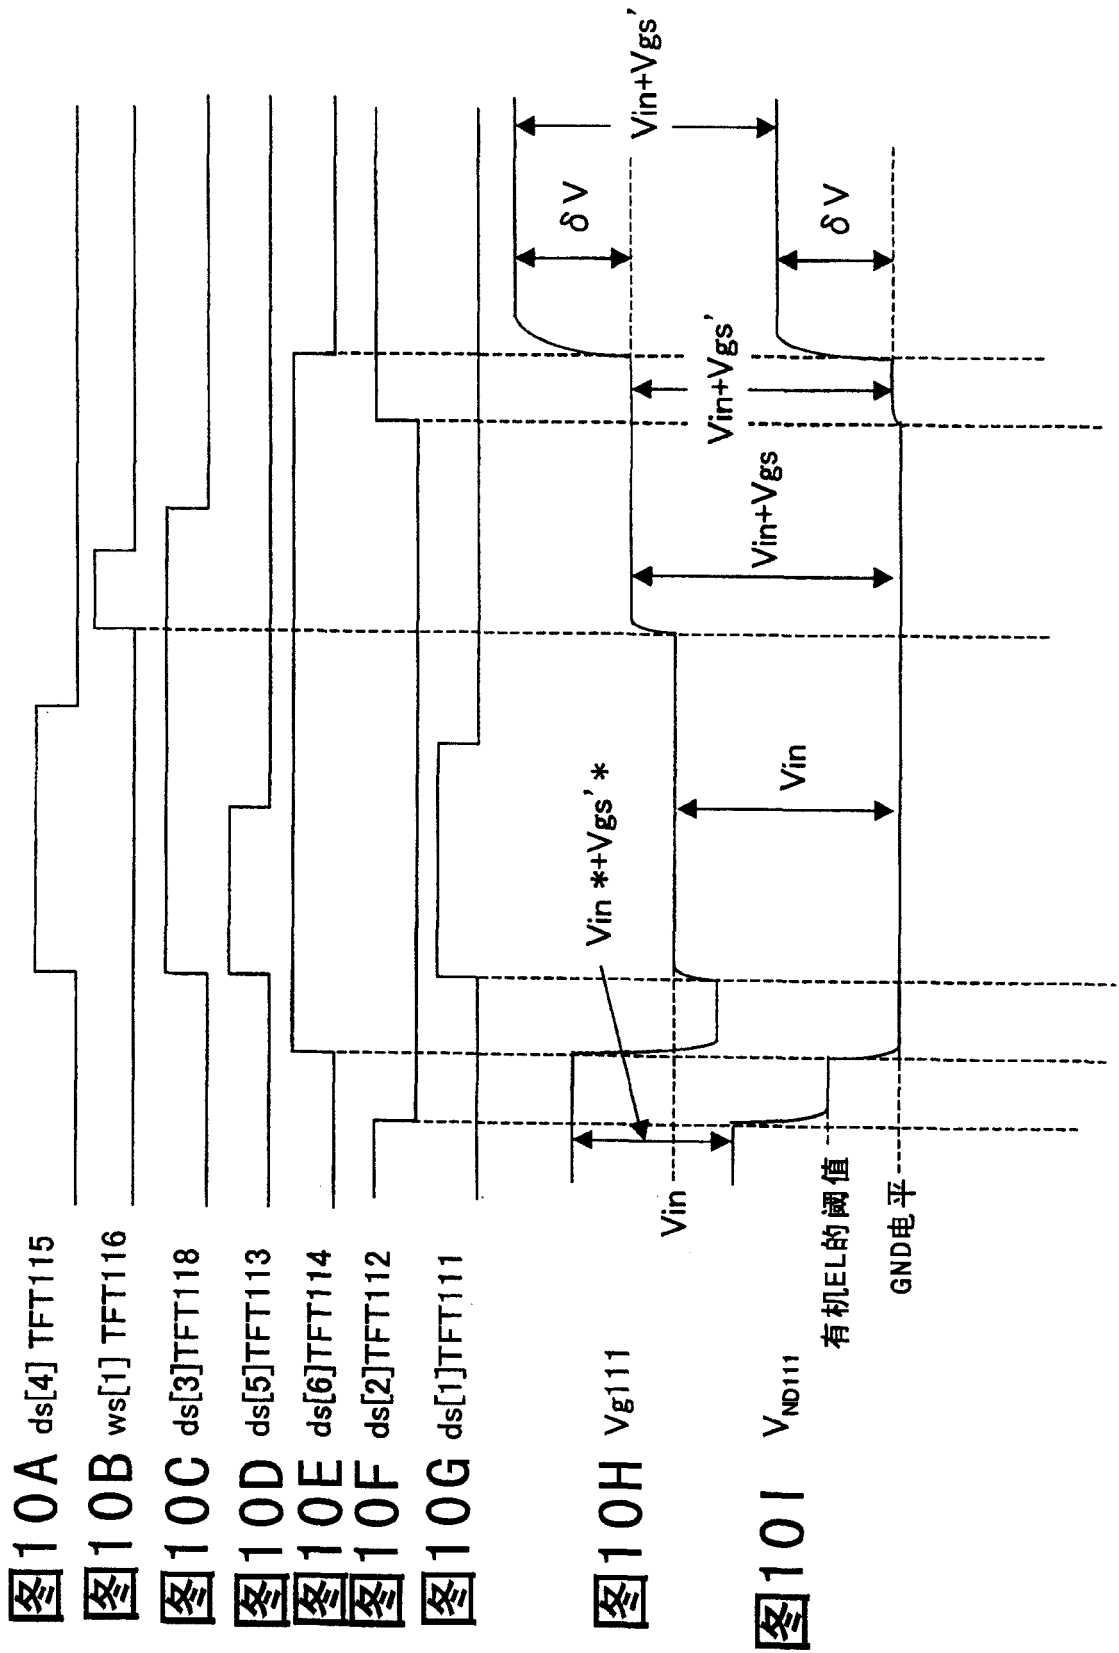 图10A ds[4] TFT115
图10B ws[1] TFT116
图10C ds[3]TFT118
图10D ds[5]TFT113
图10E ds[6]TFT114
图10F ds[2]TFT112
图10G ds[1]TFT111
图10H Vg111
Vin
Vin*+Vgs'*
Vin
Vin+Vgs
Vin+Vgs'
δV
Vin+Vgs'
图10I VND111
有机EL的阈值
GND电平
δV